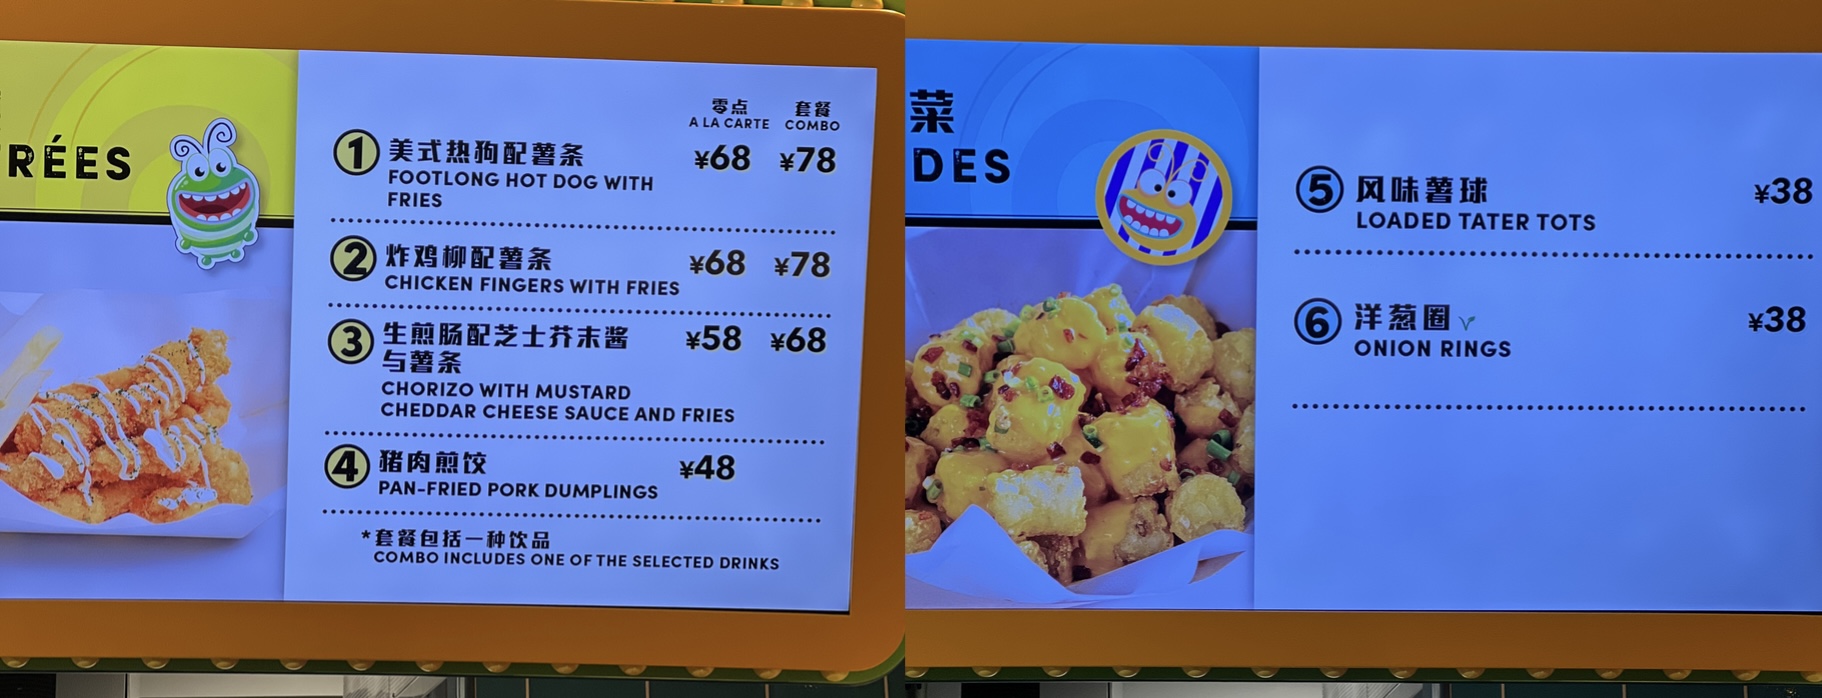 RÉES
零点 套餐
A LA CARTE COMBO
1 美式热狗配薯条 ¥68 ¥78
FOOTLONG HOT DOG WITH
FRIES
2 炸鸡柳配薯条 ¥68 ¥78
CHICKEN FINGERS WITH FRIES
3 生煎肠配芝士芥末酱 ¥58 ¥68
与薯条
CHORIZO WITH MUSTARD
CHEDDAR CHEESE SAUCE AND FRIES
4 猪肉煎饺 ¥48
PAN-FRIED PORK DUMPLINGS
*套餐包括一种饮品
COMBO INCLUDES ONE OF THE SELECTED DRINKS
菜
DES
5 风味薯球 ¥38
LOADED TATER TOTS
6 洋葱圈 ¥38
ONION RINGS